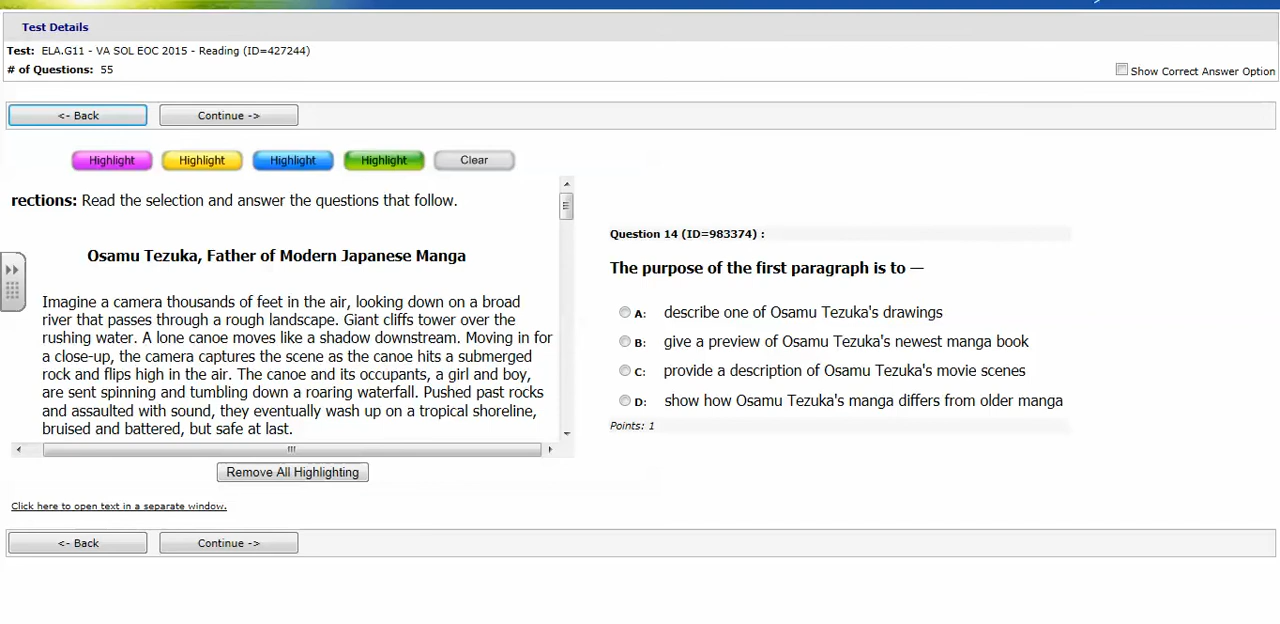 Test Details
Test: ELA.G11 - VA SOL EOC 2015 - Reading (ID=427244)
# of Questions: 55
Show Correct Answer Option
<- Back
Continue ->
Highlight
Highlight
Highlight
Highlight
Clear
rections: Read the selection and answer the questions that follow.
Osamu Tezuka, Father of Modern Japanese Manga
Imagine a camera thousands of feet in the air, looking down on a broad
river that passes through a rough landscape. Giant cliffs tower over the
rushing water. A lone canoe moves like a shadow downstream. Moving in for
a close-up, the camera captures the scene as the canoe hits a submerged
rock and flips high in the air. The canoe and its occupants, a girl and boy,
are sent spinning and tumbling down a roaring waterfall. Pushed past rocks
and assaulted with sound, they eventually wash up on a tropical shoreline,
bruised and battered, but safe at last.
Remove All Highlighting
Click here to open text in a separate window.
Question 14 (ID=983374) :
The purpose of the first paragraph is to —
A: describe one of Osamu Tezuka's drawings
B: give a preview of Osamu Tezuka's newest manga book
C: provide a description of Osamu Tezuka's movie scenes
D: show how Osamu Tezuka's manga differs from older manga
Points: 1
<- Back
Continue ->